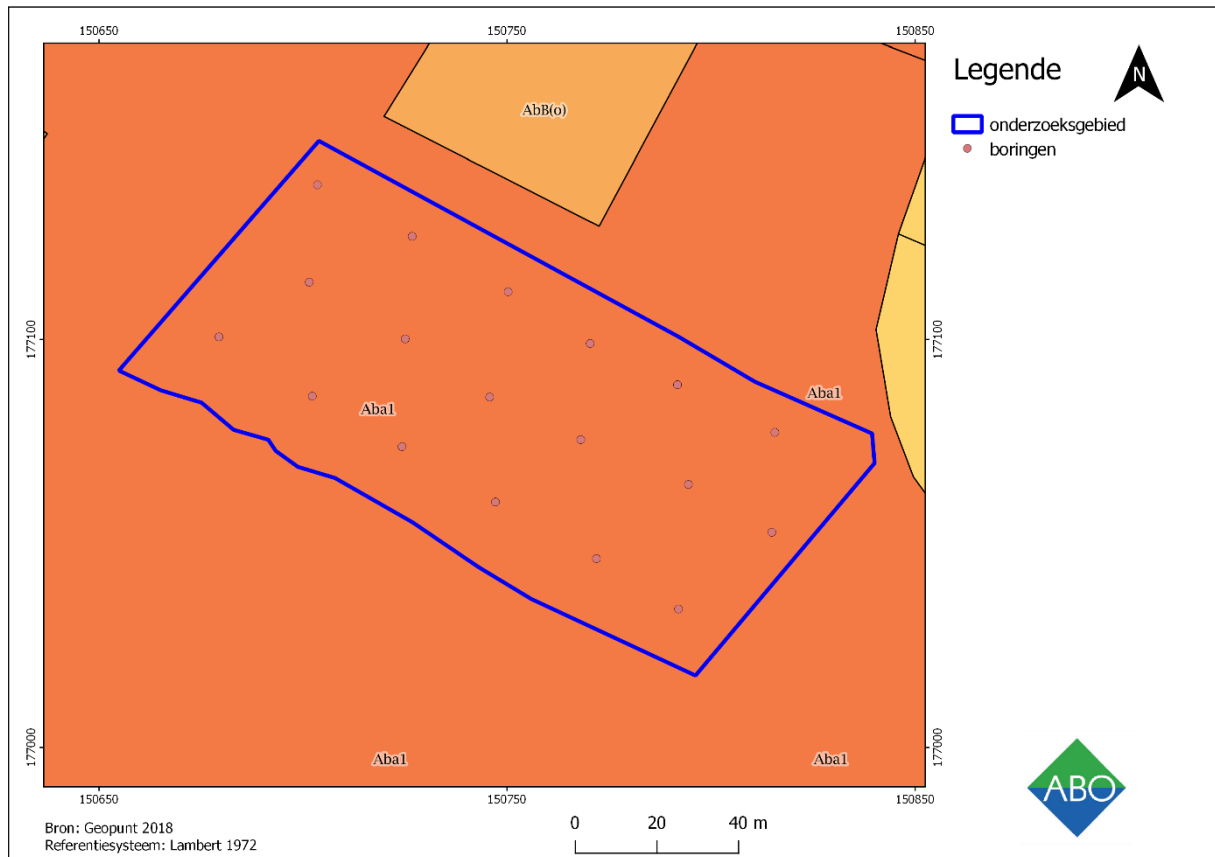 150650
150750
150850
Legende
N
onderzoeksgebied
boringen
AbB(o)
177100
177100
Aba1
Aba1
177000
177000
Aba1
Aba1
150650
150750
150850
Bron: Geopunt 2018
Referentiesysteem: Lambert 1972
0 20 40 m
ABO